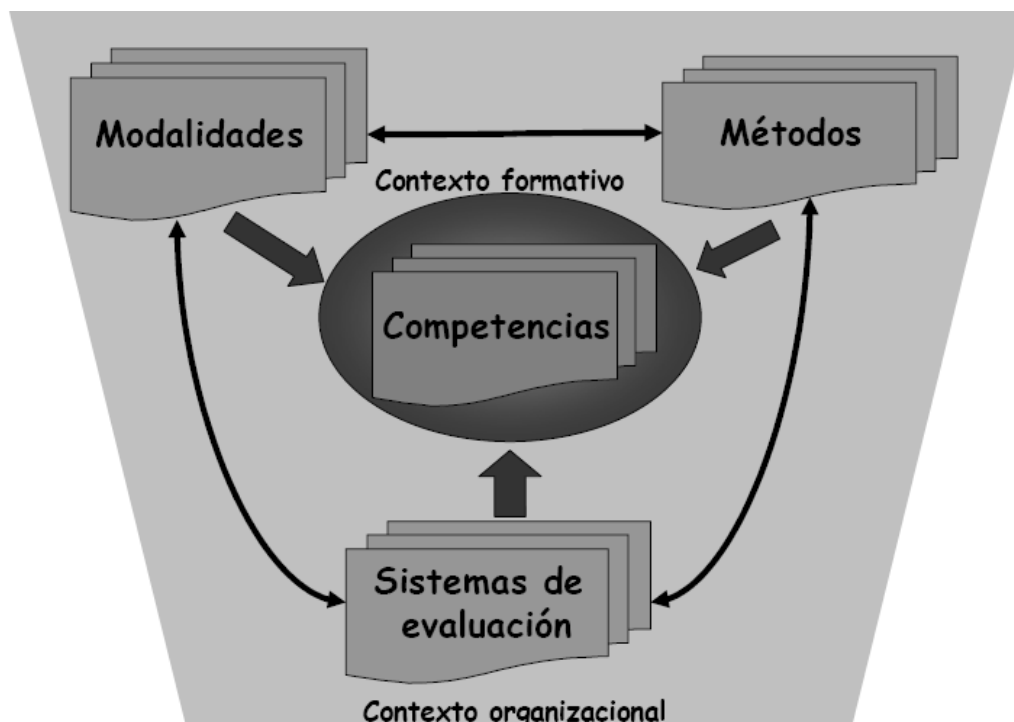 Modalidades
Métodos
Contexto formativo
Competencias
Sistemas de
evaluación
Contexto organizacional